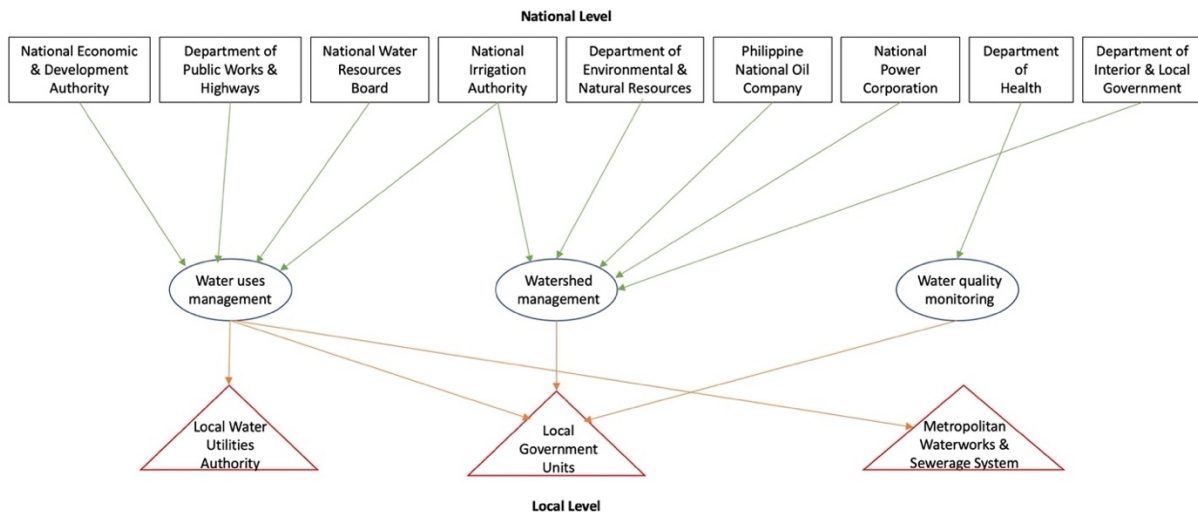 National Level
National Economic
& Development
Authority
Department of
Public Works &
Highways
National Water
Resources
Board
National
Irrigation
Authority
Department of
Environmental &
Natural Resources
Philippine
National Oil
Company
National
Power
Corporation
Department
of
Health
Department of
Interior & Local
Government
Water uses
management
Watershed
management
Water quality
monitoring
Local Water
Utilities
Authority
Local
Government
Units
Metropolitan
Waterworks &
Sewerage System
Local Level